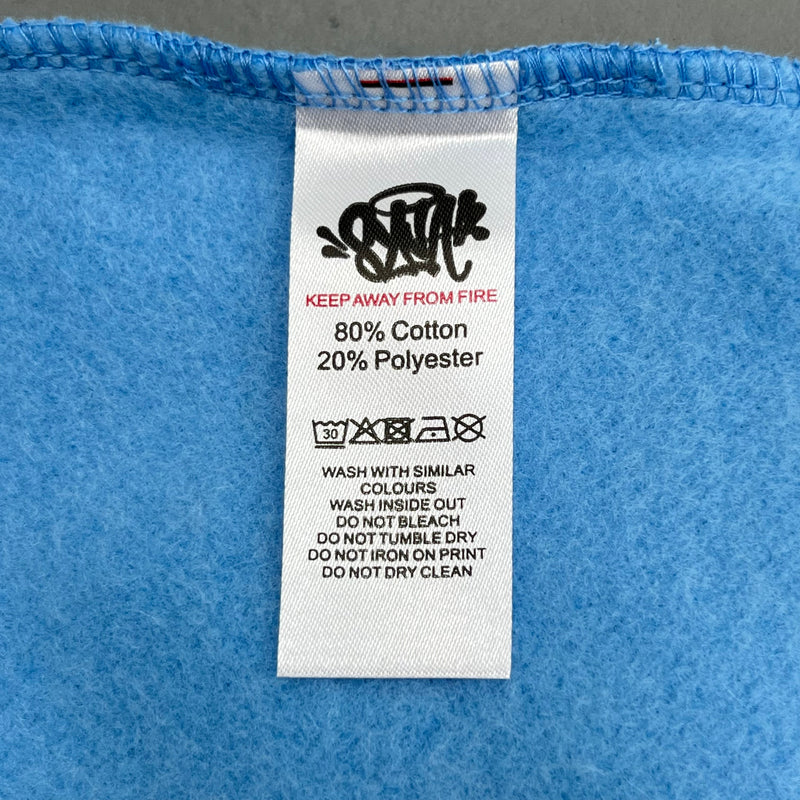 KEEP AWAY FROM FIRE
80% Cotton
20% Polyester
30
WASH WITH SIMILAR
COLOURS
WASH INSIDE OUT
DO NOT BLEACH
DO NOT TUMBLE DRY
DO NOT IRON ON PRINT
DO NOT DRY CLEAN